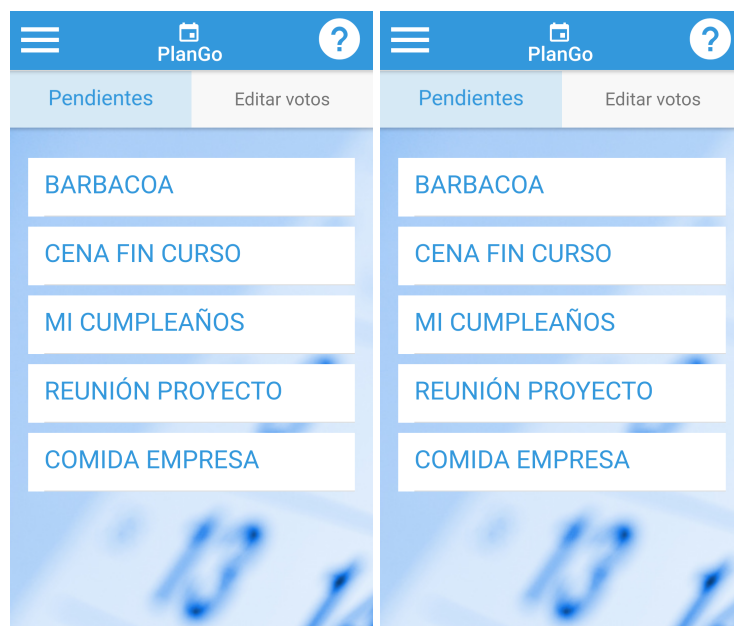 PlanGo
Pendientes Editar votos
BARBACOA
CENA FIN CURSO
MI CUMPLEAÑOS
REUNIÓN PROYECTO
COMIDA EMPRESA
PlanGo
Pendientes Editar votos
BARBACOA
CENA FIN CURSO
MI CUMPLEAÑOS
REUNIÓN PROYECTO
COMIDA EMPRESA